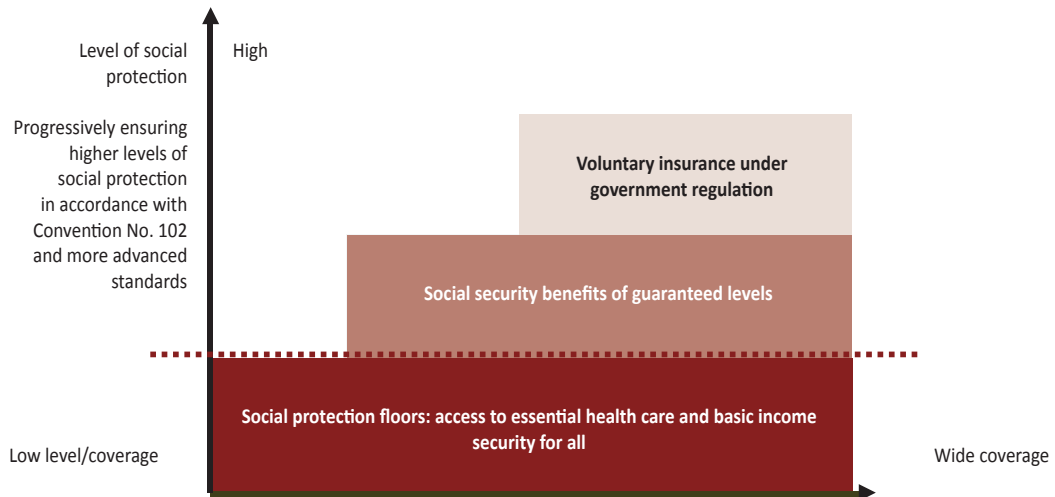 Level of social
protection
High
Progressively ensuring
higher levels of
social protection
in accordance with
Convention No. 102
and more advanced
standards
Voluntary insurance under
government regulation
Social security benefits of guaranteed levels
Social protection floors: access to essential health care and basic income
security for all
Low level/coverage
Wide coverage